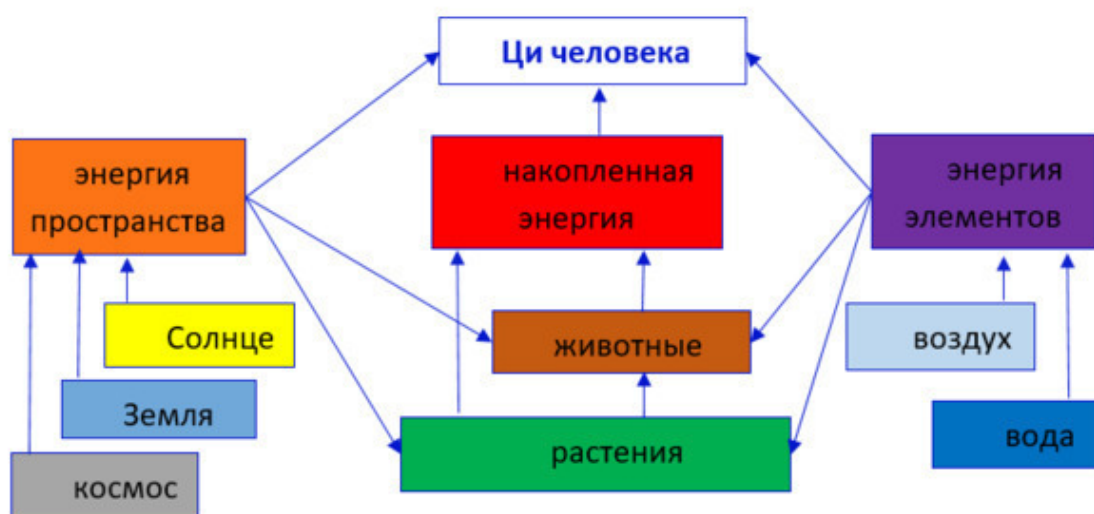 Ци человека
энергия
пространства
накопленная
энергия
энергия
элементов
Солнце
животные
воздух
Земля
растения
вода
космос